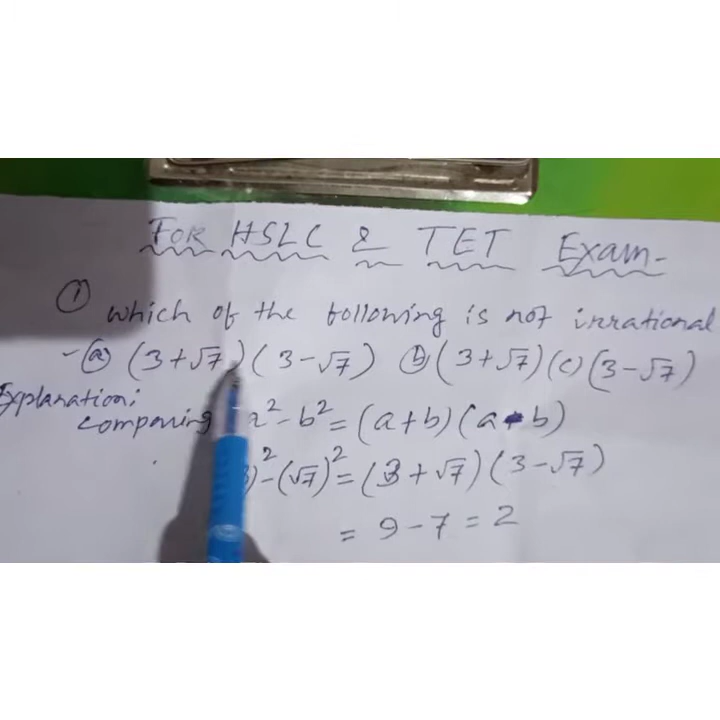 FOR HSLC & TET Exam-
① which of the following is not irrational
- (a) (3+√7)(3-√7) (b) (3+√7) (c) (3-√7)
Explanation:
comparing a²-b² = (a+b)(a-b)
)²-(√7)² = (3+√7)(3-√7)
= 9-7 = 2